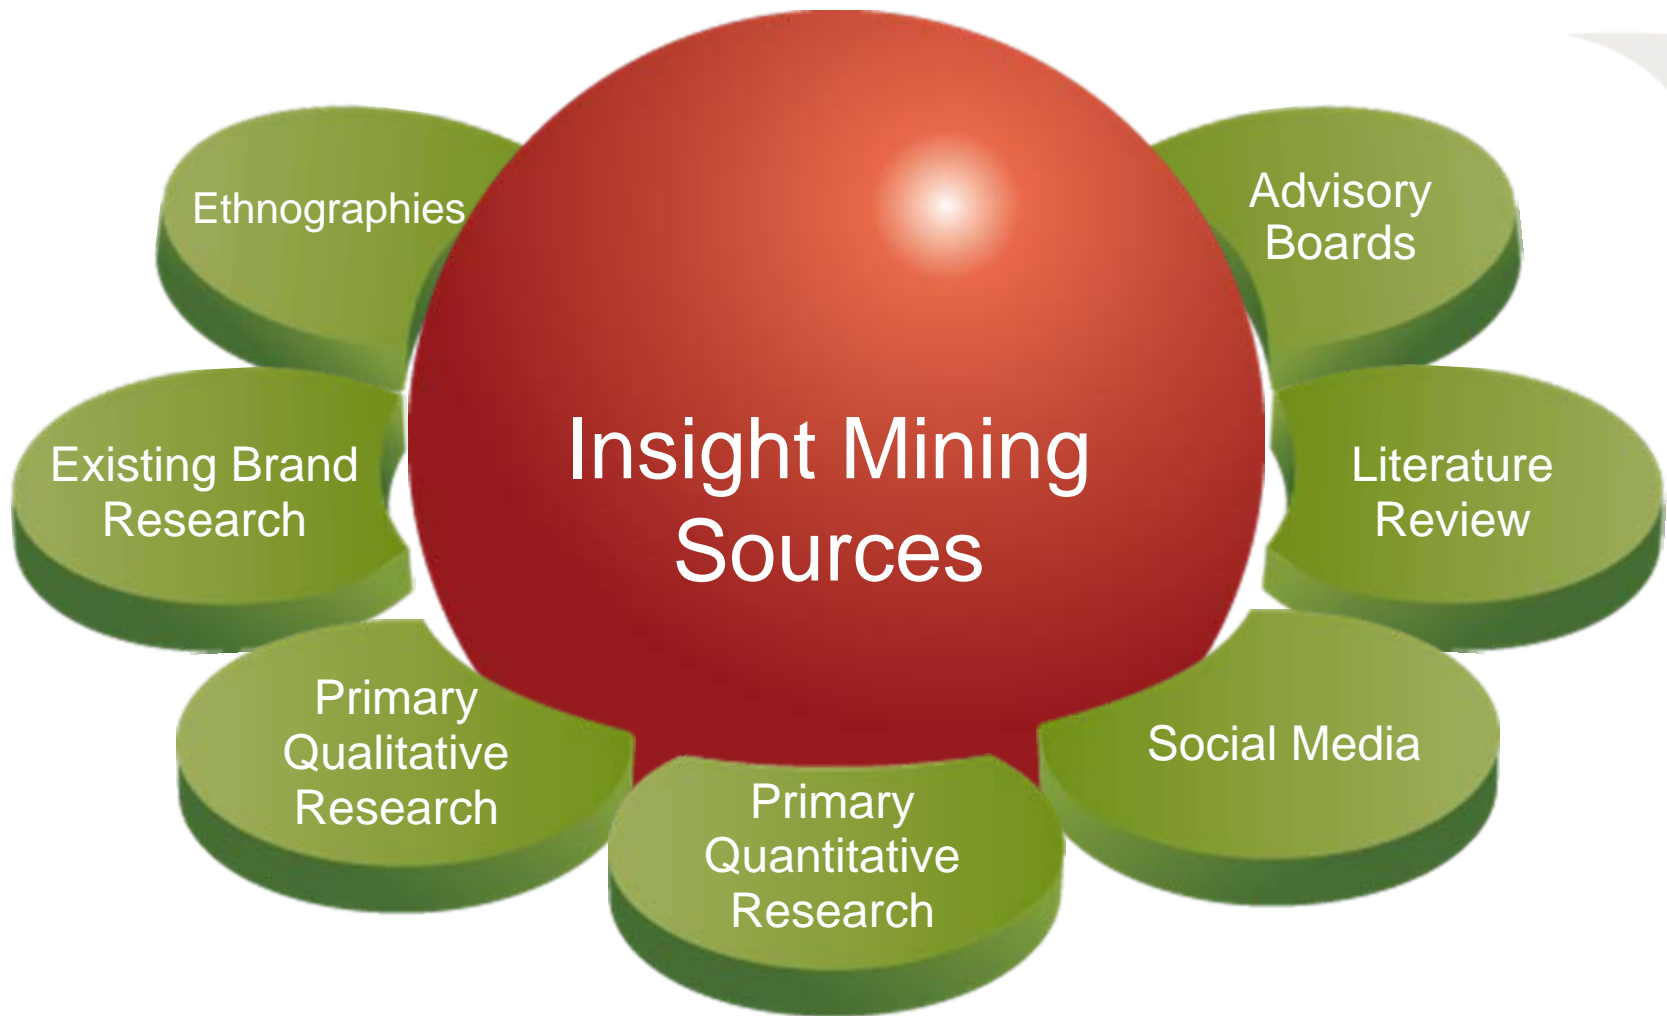 Ethnographies
Advisory
Boards
Insight Mining
Sources
Existing Brand
Research
Literature
Review
Primary
Qualitative
Research
Social Media
Primary
Quantitative
Research